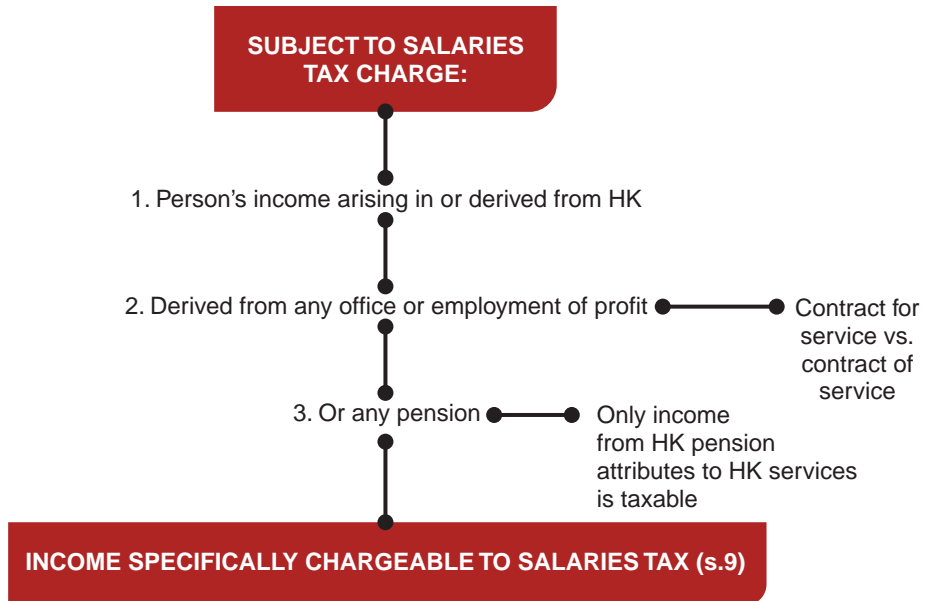 SUBJECT TO SALARIES
TAX CHARGE:
1. Person's income arising in or derived from HK
2. Derived from any office or employment of profit
Contract for
service vs.
contract of
service
3. Or any pension
Only income
from HK pension
attributes to HK services
is taxable
INCOME SPECIFICALLY CHARGEABLE TO SALARIES TAX (s.9)